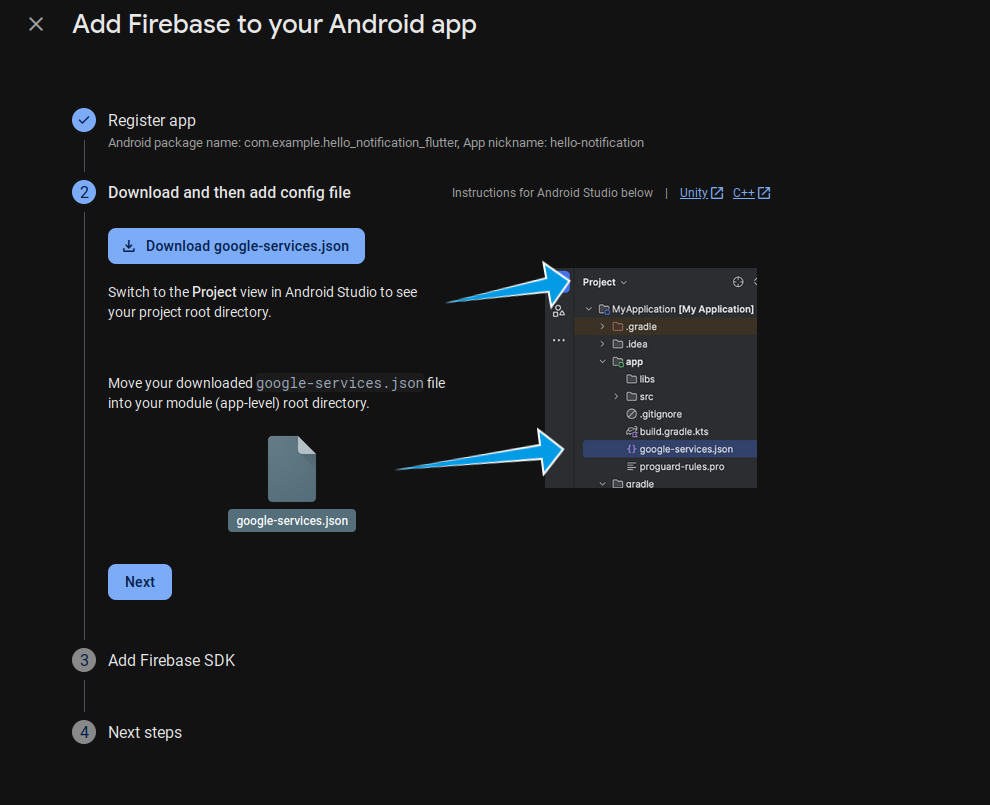 Add Firebase to your Android app
Register app
Android package name: com.example.hello_notification_flutter, App nickname: hello-notification
2
Download and then add config file
Instructions for Android Studio below | Unity C++
Download google-services.json
Switch to the Project view in Android Studio to see
your project root directory.
Move your downloaded google-services.json file
into your module (app-level) root directory.
google-services.json
Project
MyApplication [My Application]
.gradle
.idea
app
libs
src
.gitignore
build.gradle.kts
{} google-services.json
proguard-rules.pro
gradle
Next
3
Add Firebase SDK
4
Next steps